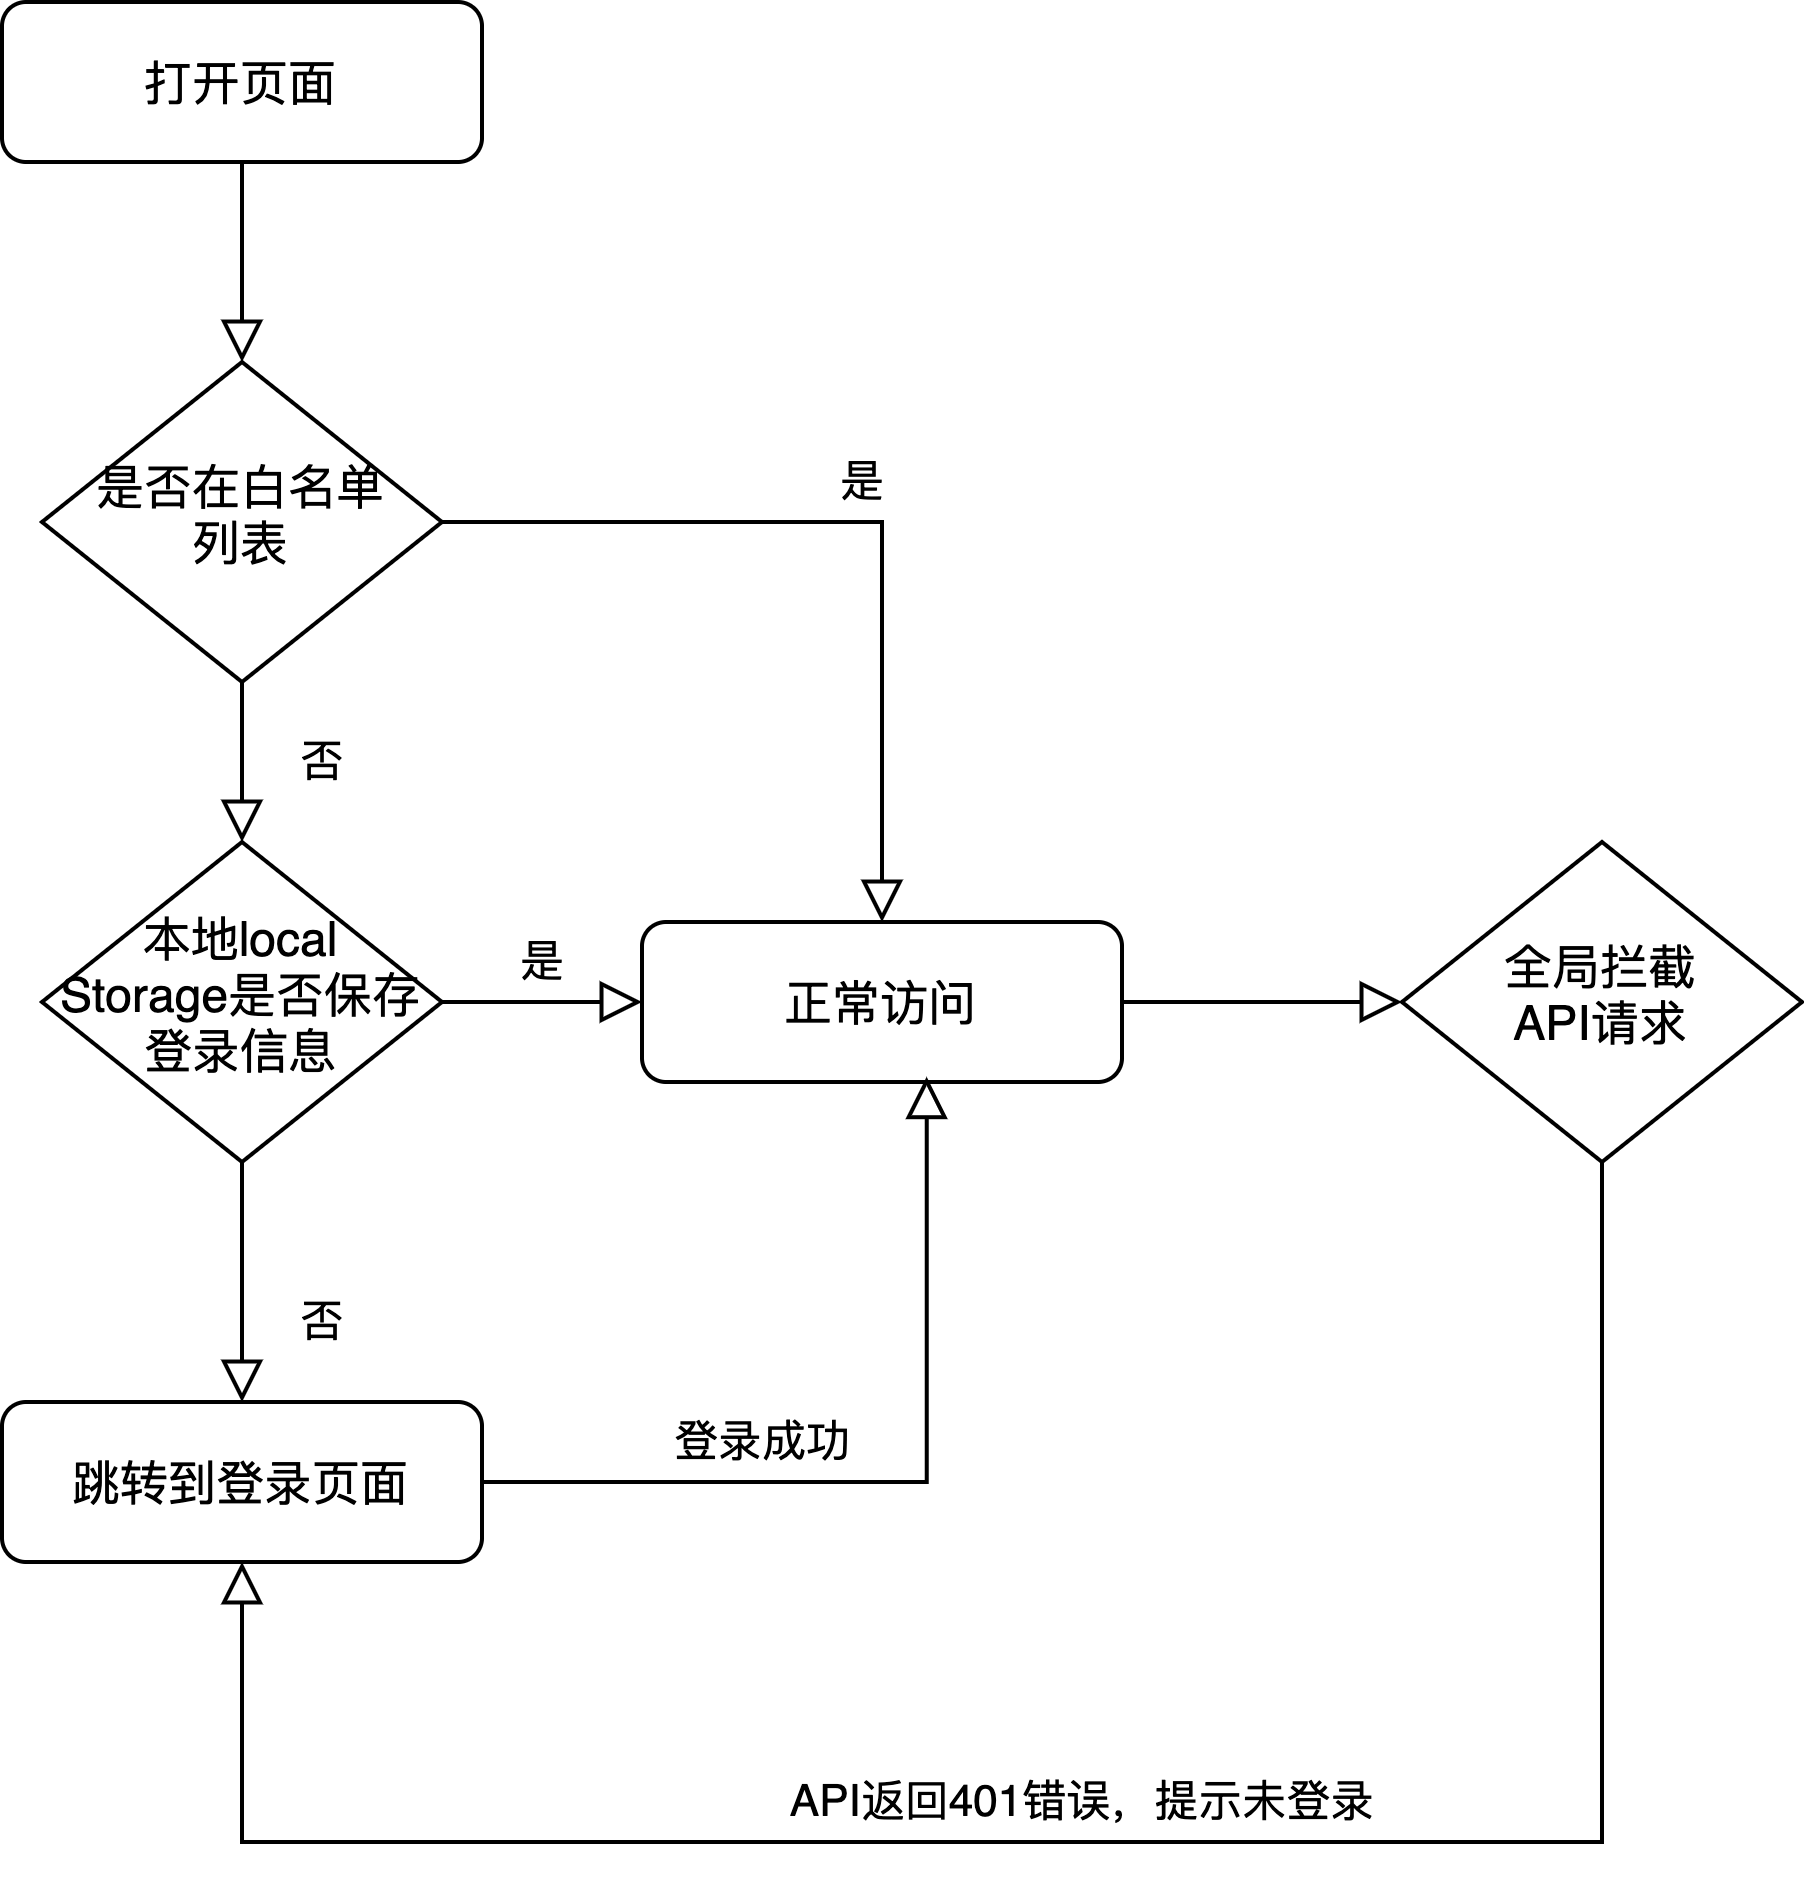 打开页面
是否在白名单
列表
是
否
本地local
Storage是否保存
登录信息
是
正常访问
全局拦截
API请求
否
跳转到登录页面
登录成功
API返回401错误，提示未登录